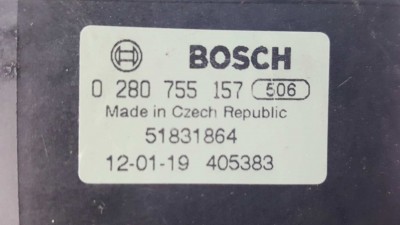 BOSCH
0 280 755 157 506
Made in Czech Republic
51831864
12-01-19 405383